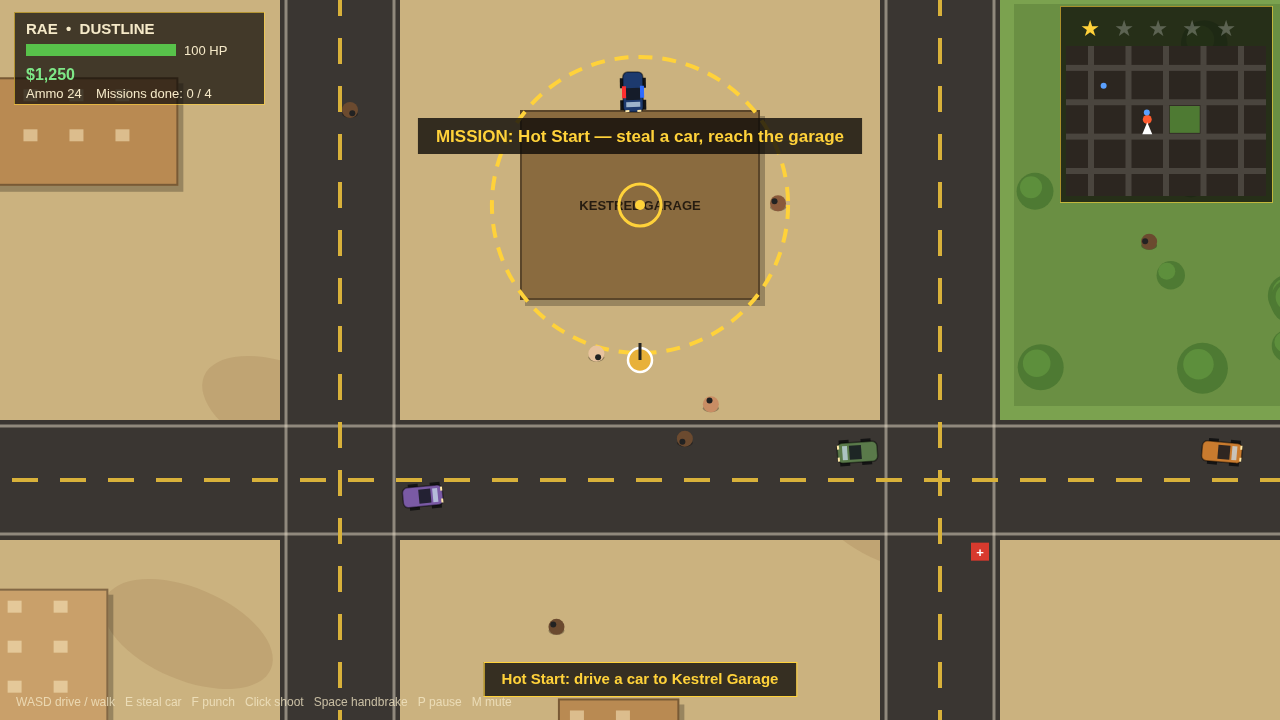 RAE • DUSTLINE
100 HP
$1,250
Ammo 24 Missions done: 0 / 4
MISSION: Hot Start — steal a car, reach the garage
KESTREL GARAGE
+
Hot Start: drive a car to Kestrel Garage
WASD drive / walk E steal car F punch Click shoot Space handbrake P pause M mute